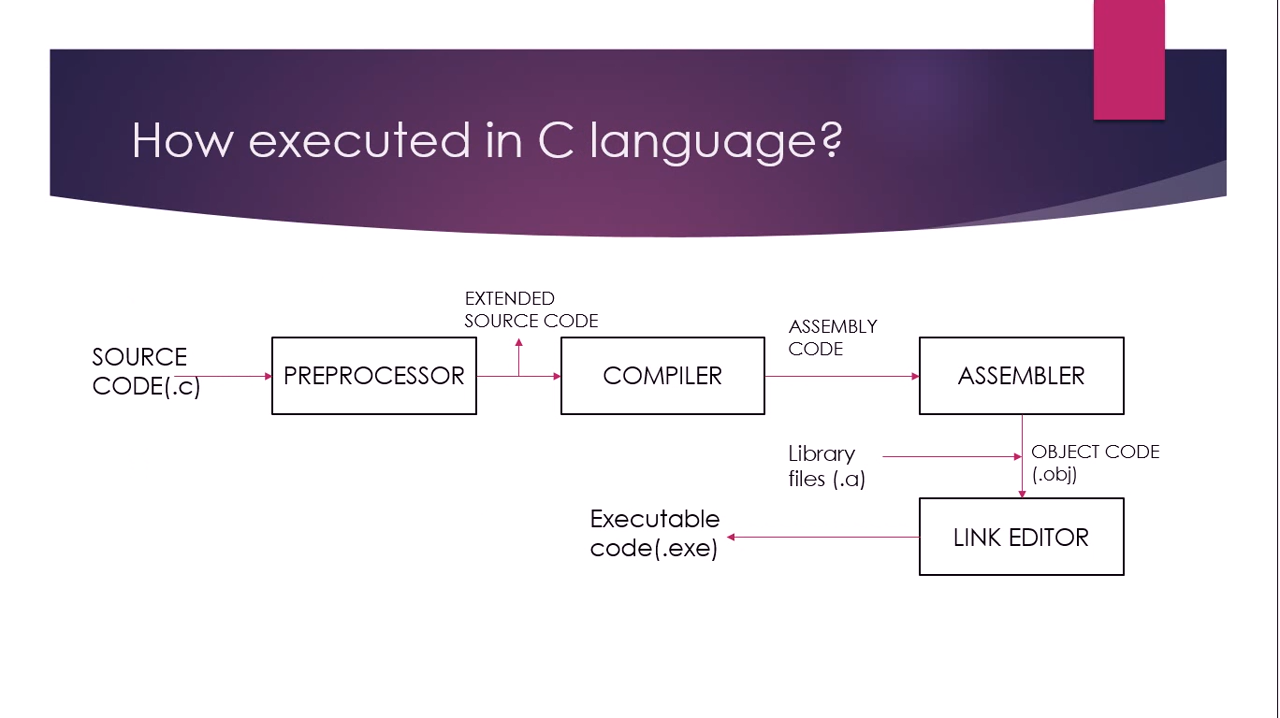 How executed in C language?
EXTENDED
SOURCE CODE
ASSEMBLY
CODE
SOURCE
CODE(.c)
PREPROCESSOR
COMPILER
ASSEMBLER
Library
files (.a)
OBJECT CODE
(.obj)
Executable
code(.exe)
LINK EDITOR